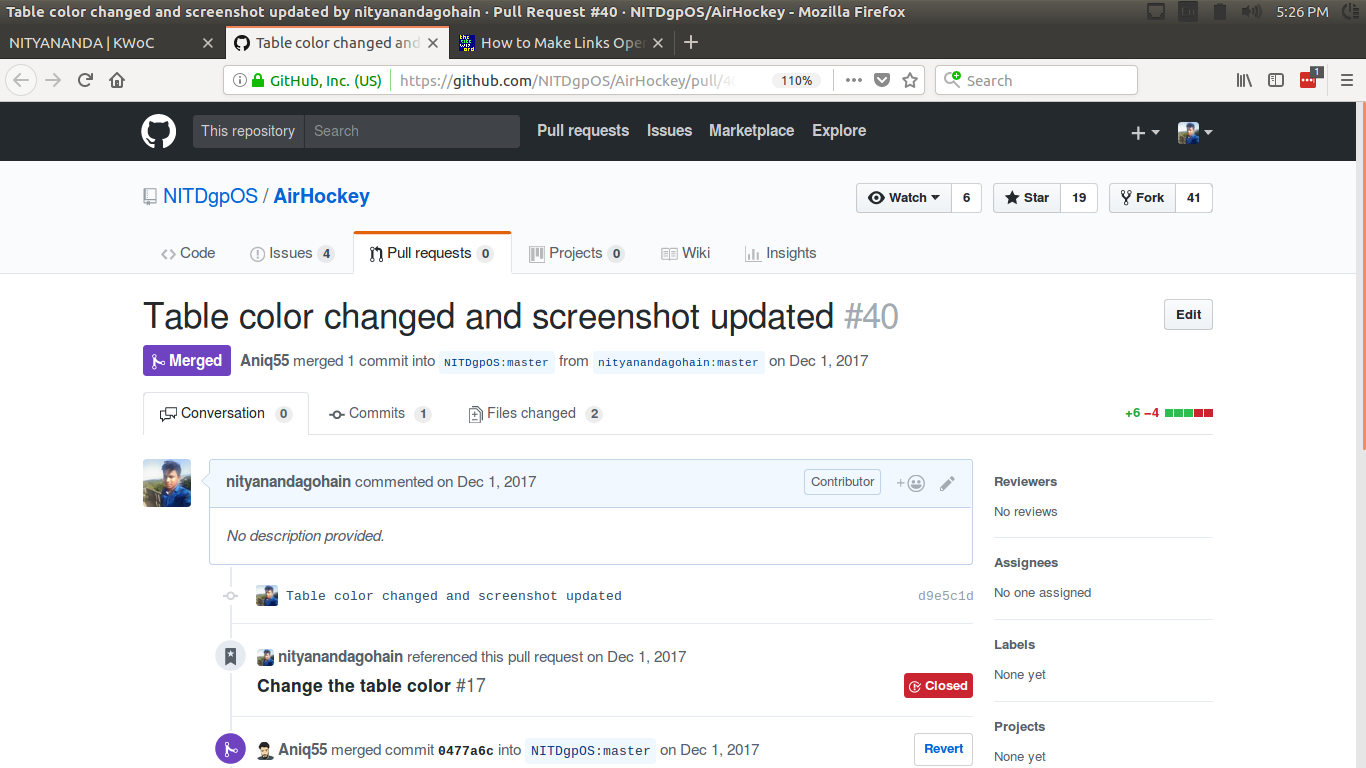 Table color changed and screenshot updated by nityanandagohain · Pull Request #40 · NITDgpOS/AirHockey - Mozilla Firefox
5:26 PM
NITYANANDA | KWoC
Table color changed and
How to Make Links Ope
GitHub, Inc. (US)
https://github.com/NITDgpOS/AirHockey/pull/4
110%
Search
1
This repository
Search
Pull requests
Issues
Marketplace
Explore
NITDgpOS / AirHockey
Watch 6
Star 19
Fork 41
Code
Issues 4
Pull requests 0
Projects 0
Wiki
Insights
Table color changed and screenshot updated #40
Edit
Merged Aniq55 merged 1 commit into NITDgpOS:master from nityanandagohain:master on Dec 1, 2017
Conversation 0
Commits 1
Files changed 2
+6 −4
nityanandagohain commented on Dec 1, 2017
Contributor
No description provided.
Table color changed and screenshot updated
d9e5c1d
nityanandagohain referenced this pull request on Dec 1, 2017
Change the table color #17
Closed
Aniq55 merged commit 0477a6c into NITDgpOS:master on Dec 1, 2017
Revert
Reviewers
No reviews
Assignees
No one assigned
Labels
None yet
Projects
None yet